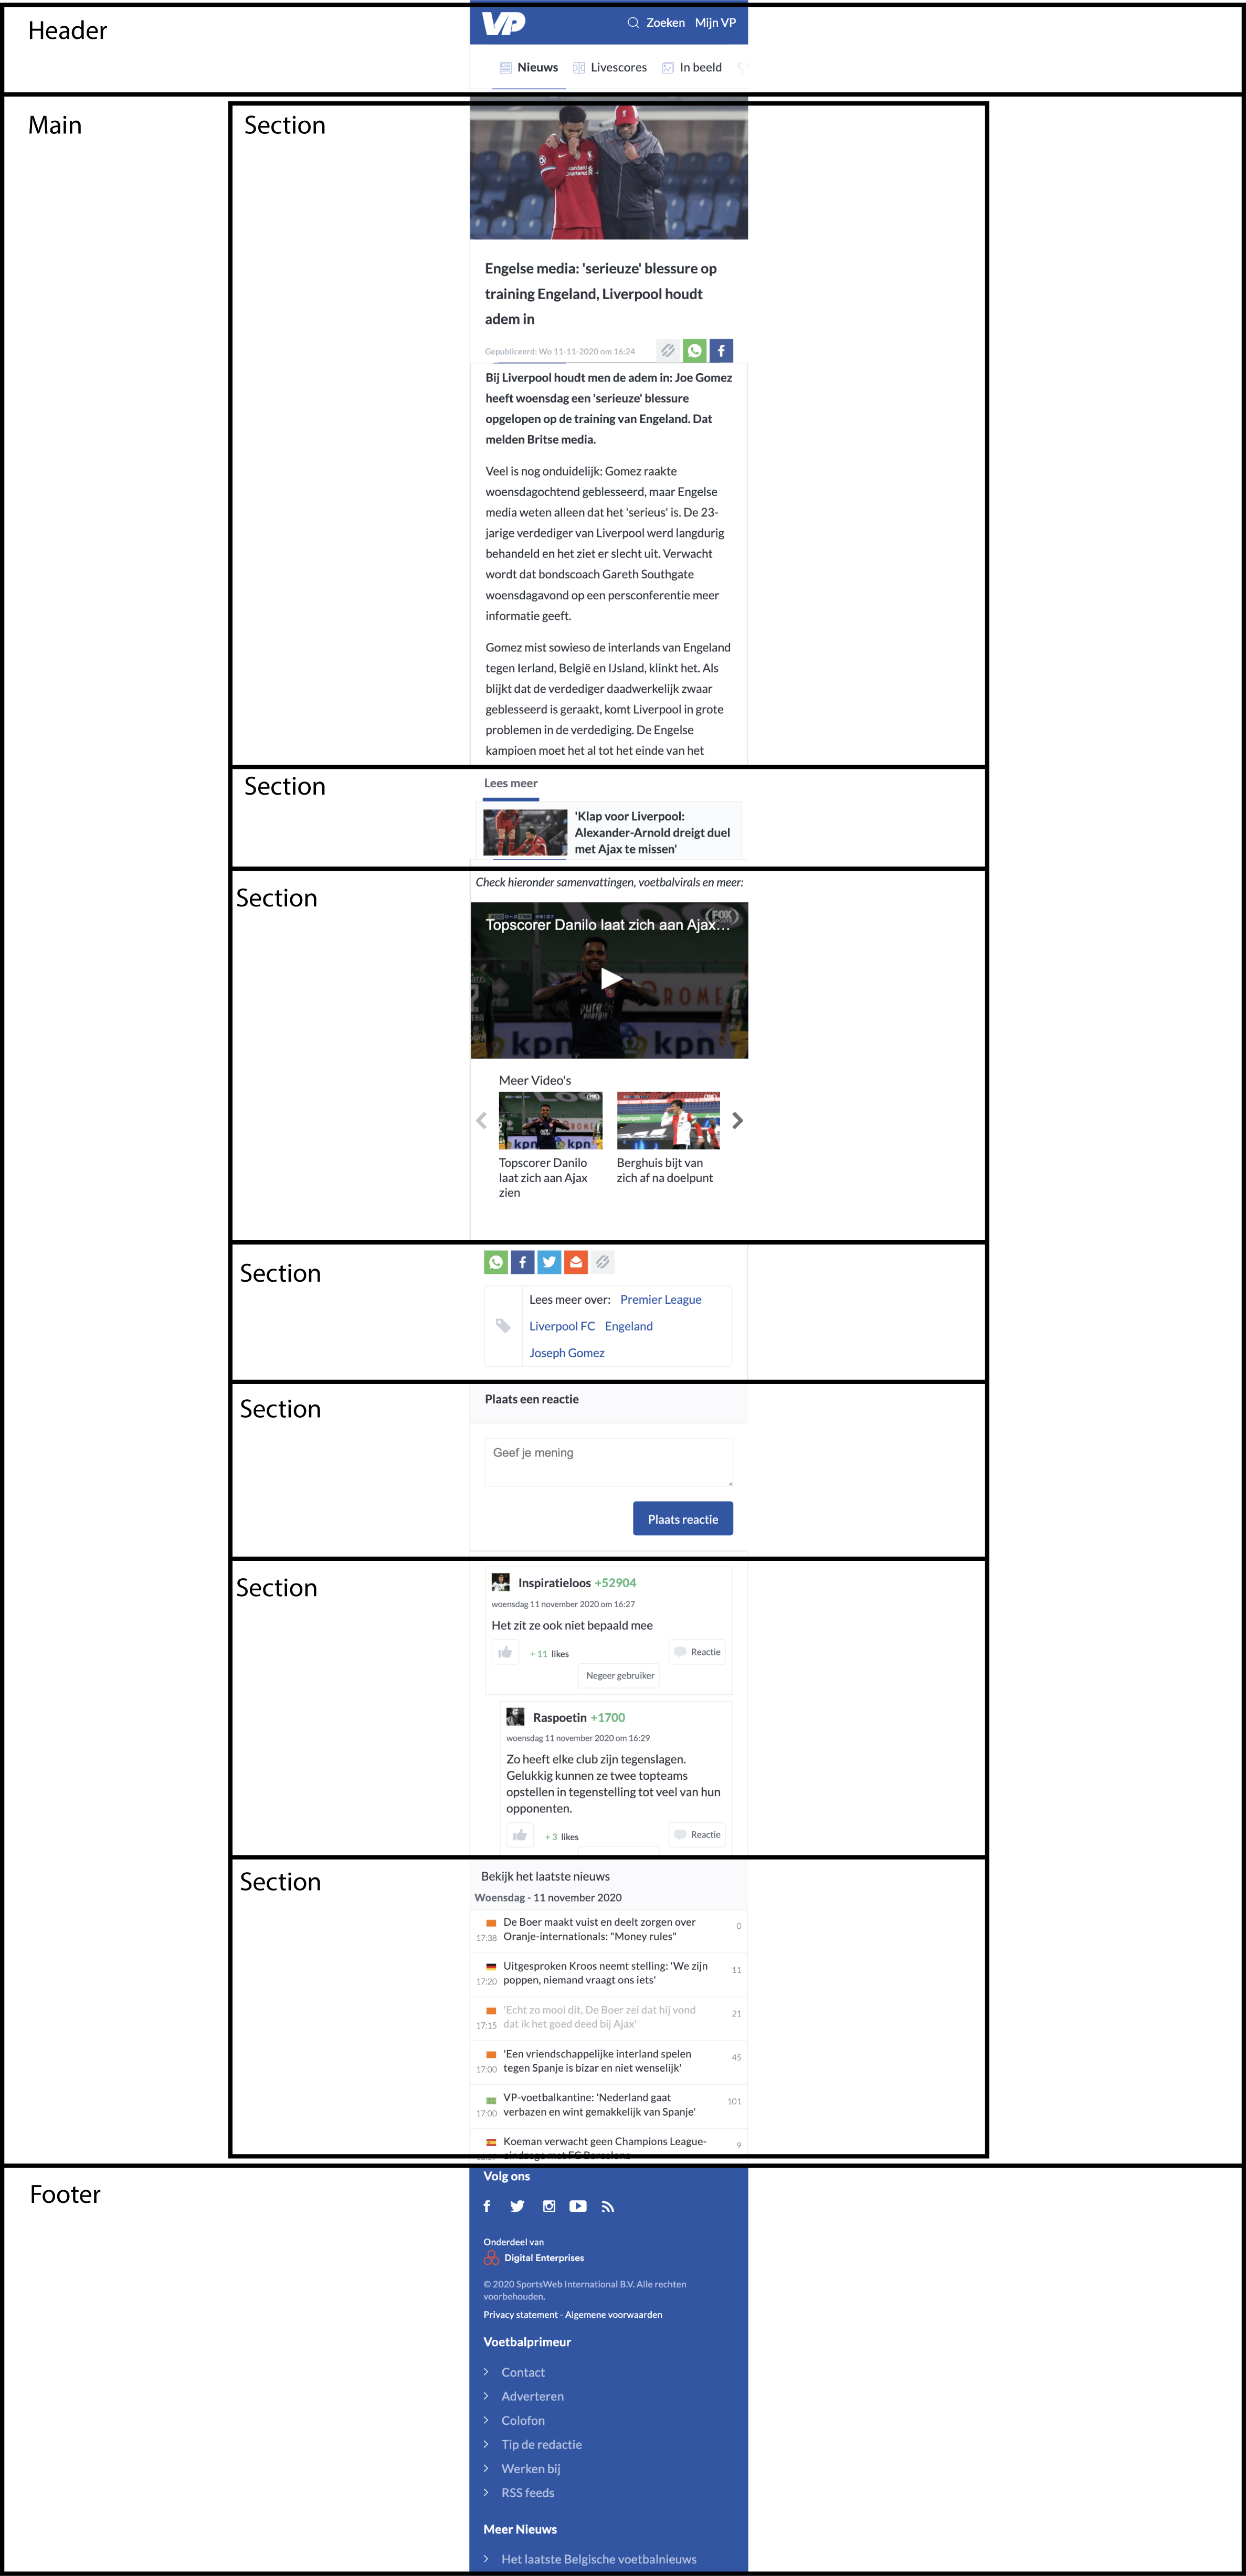 Header
VP
Zoeken Mijn VP
Nieuws Livescores In beeld
Main
Section
Engelse media: 'serieuze' blessure op
training Engeland, Liverpool houdt
adem in
Gepubliceerd: Wo 11-11-2020 om 16:24
Bij Liverpool houdt men de adem in: Joe Gomez
heeft woensdag een 'serieuze' blessure
opgelopen op de training van Engeland. Dat
melden Britse media.
Veel is nog onduidelijk: Gomez raakte
woensdagochtend geblesseerd, maar Engelse
media weten alleen dat het 'serieus' is. De 23-
jarige verdediger van Liverpool werd langdurig
behandeld en het ziet er slecht uit. Verwacht
wordt dat bondscoach Gareth Southgate
woensdagavond op een persconferentie meer
informatie geeft.
Gomez mist sowieso de interlands van Engeland
tegen Ierland, België en IJsland, klinkt het. Als
blijkt dat de verdediger daadwerkelijk zwaar
geblesseerd is geraakt, komt Liverpool in grote
problemen in de verdediging. De Engelse
kampioen moet het al tot het einde van het
Section
Lees meer
'Klap voor Liverpool:
Alexander-Arnold dreigt duel
met Ajax te missen'
Section
Check hieronder samenvattingen, voetbalvirals en meer:
FOX
Topscorer Danilo laat zich aan Ajax...
ROME
kpn kpn
Meer Video's
kpn kpn
Topscorer Danilo
laat zich aan Ajax
zien
Berghuis bijt van
zich af na doelpunt
Section
Lees meer over: Premier League
Liverpool FC Engeland
Joseph Gomez
Section
Plaats een reactie
Geef je mening
Plaats reactie
Section
Inspiratieloos +52904
woensdag 11 november 2020 om 16:27
Het zit ze ook niet bepaald mee
+ 11 likes
Reactie
Negeer gebruiker
Raspoetin +1700
woensdag 11 november 2020 om 16:29
Zo heeft elke club zijn tegenslagen.
Gelukkig kunnen ze twee topteams
opstellen in tegenstelling tot veel van hun
opponenten.
+ 3 likes
Reactie
Section
Bekijk het laatste nieuws
Woensdag - 11 november 2020
De Boer maakt vuist en deelt zorgen over 0
17:38 Oranje-internals: "Money rules"
Uitgesproken Kroos neemt stelling: 'We zijn 11
17:20 poppen, niemand vraagt ons iets'
'Echt zo mooi dit, De Boer zei dat hij vond 21
17:15 dat ik het goed deed bij Ajax'
'Een vriendschappelijke interland spelen 45
17:00 tegen Spanje is bizar en niet wenselijk'
VP-voetbalkantine: 'Nederland gaat 101
17:00 verbazen en wint gemakkelijk van Spanje'
Koeman verwacht geen Champions League- 9
eindzege met FC Barcelona
Footer
Volg ons
Onderdeel van
Digital Enterprises
© 2020 SportsWeb International B.V. Alle rechten
voorbehouden.
Privacy statement - Algemene voorwaarden
Voetbalprimeur
Contact
Adverteren
Colofon
Tip de redactie
Werken bij
RSS feeds
Meer Nieuws
Het laatste Belgische voetbalnieuws